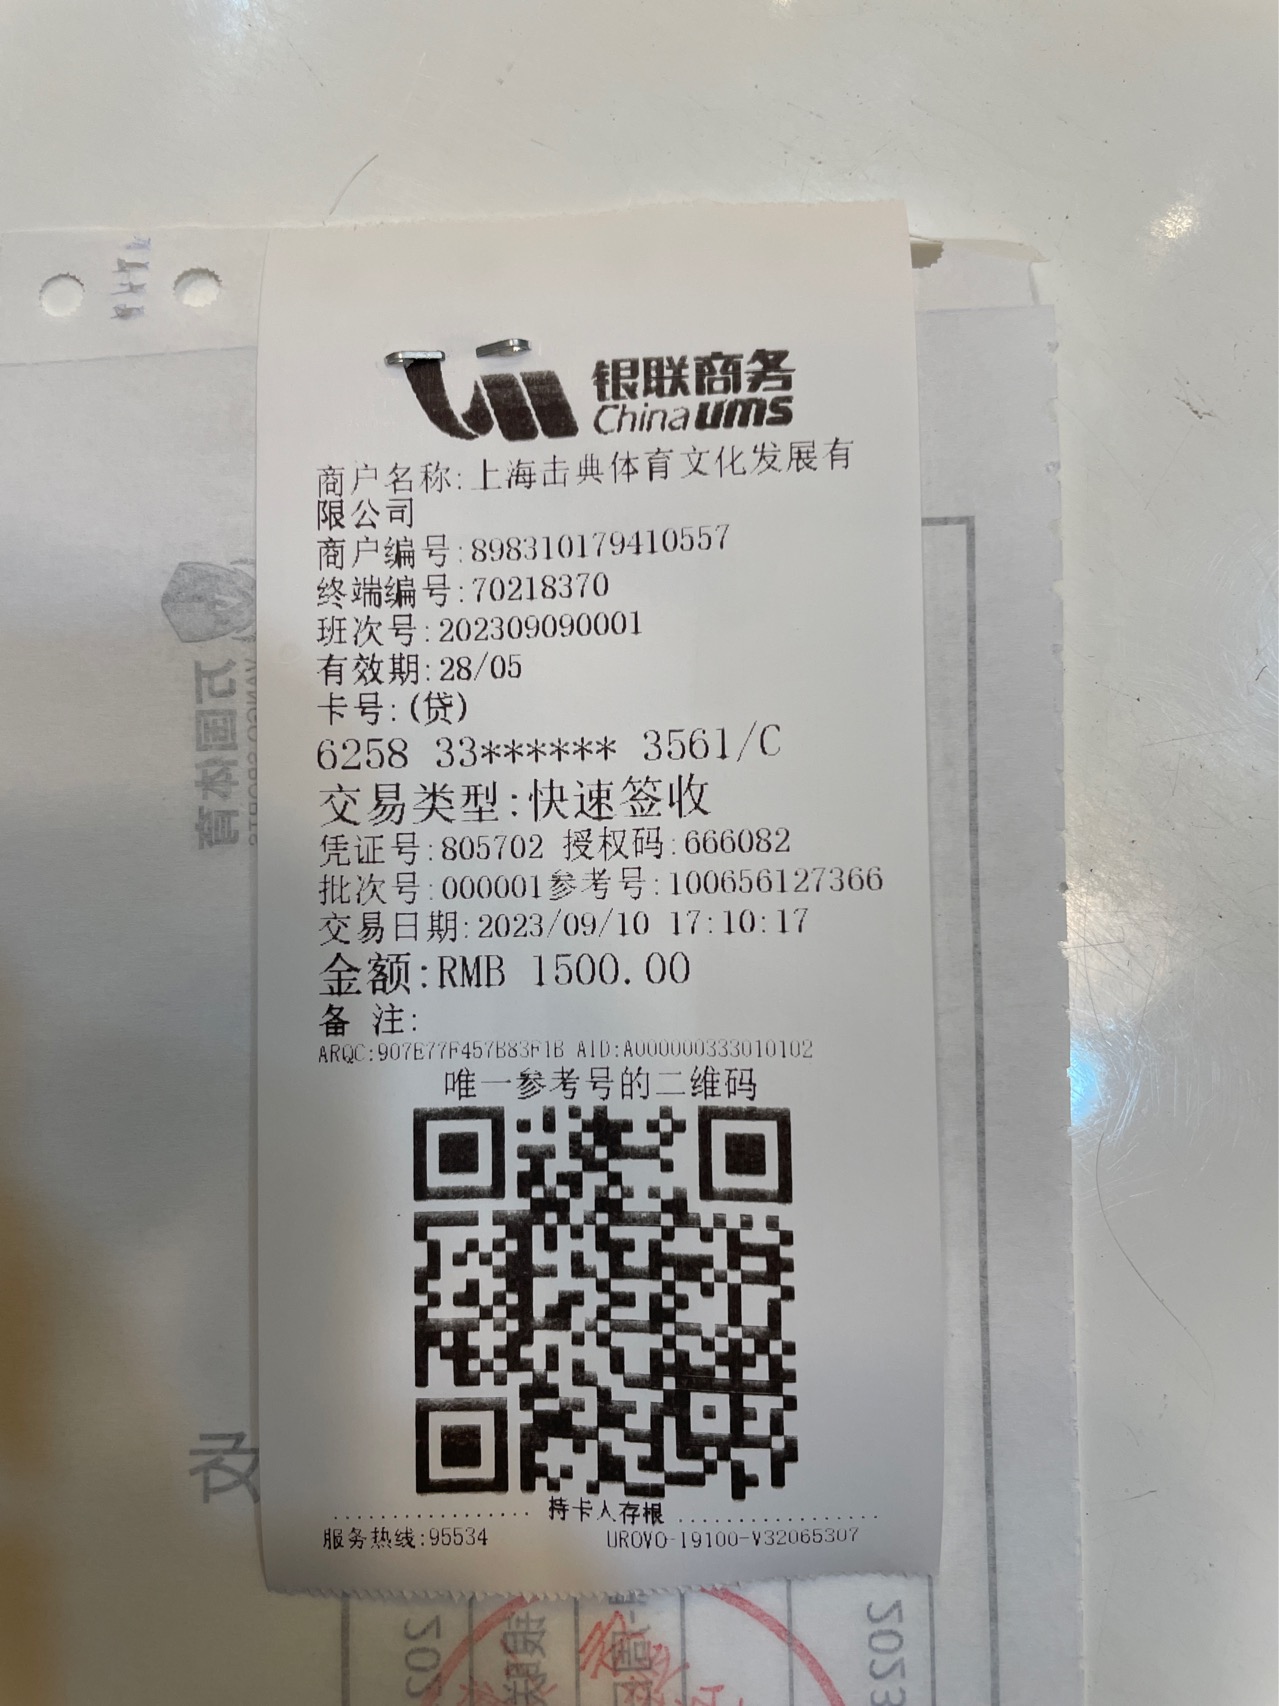 银联商务
China ums
商户名称:上海击典体育文化发展有
限公司
商户编号:898310179410557
终端编号:70218370
班次号:202309090001
有效期:28/05
卡号:(贷)
6258 33****** 3561/C
交易类型:快速签收
凭证号:805702 授权码:666082
批次号:000001参考号:100656127366
交易日期:2023/09/10 17:10:17
金额:RMB 1500.00
备 注:
ARQC:907E77F457B83F1B AID:A000000333010102
唯一参考号的二维码
持卡人存根
服务热线:95534 UROVO-I9100-V32065307